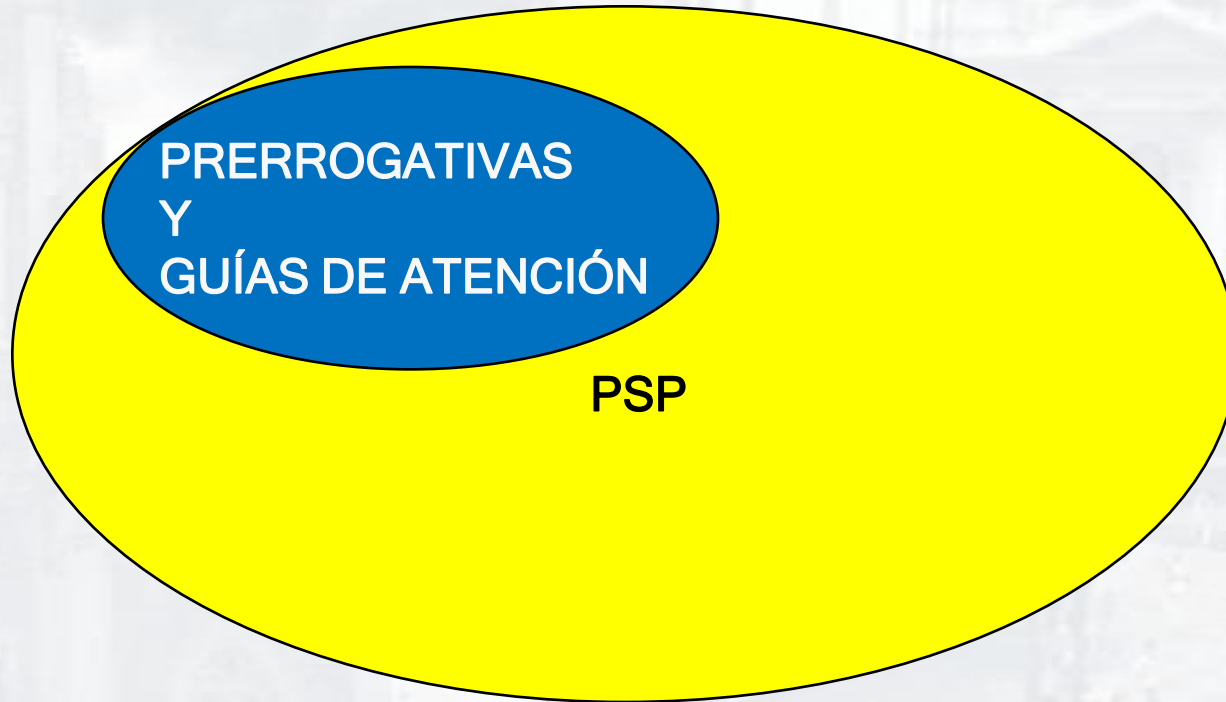 PRERROGATIVAS
Y
GUÍAS DE ATENCIÓN
PSP